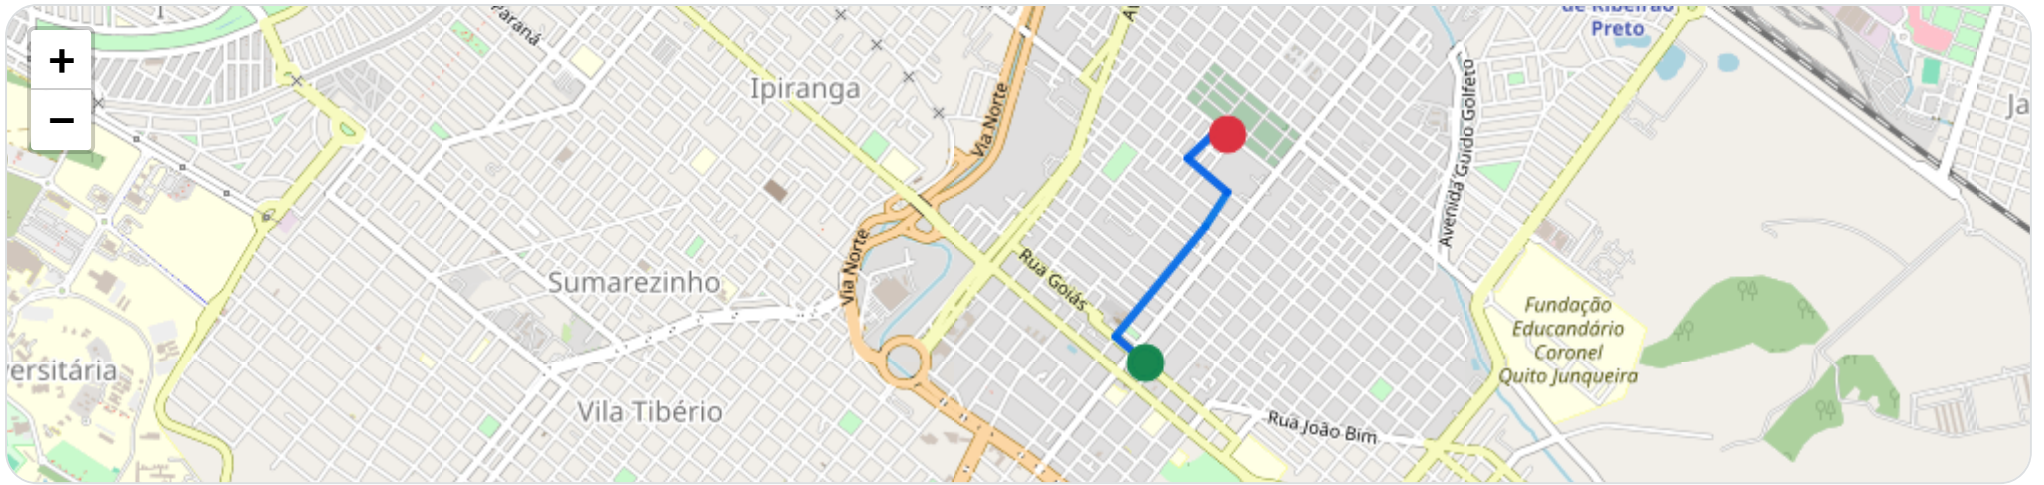 +
−
Paraná
Ipiranga
Via Norte
de Ribeirão
Preto
Avenida Guido Golfeto
Ja
Via Norte
Rua Goiás
Sumarezinho
Fundação
Educandário
Coronel
Quito Junqueira
ersitária
Vila Tibério
Rua João Bim